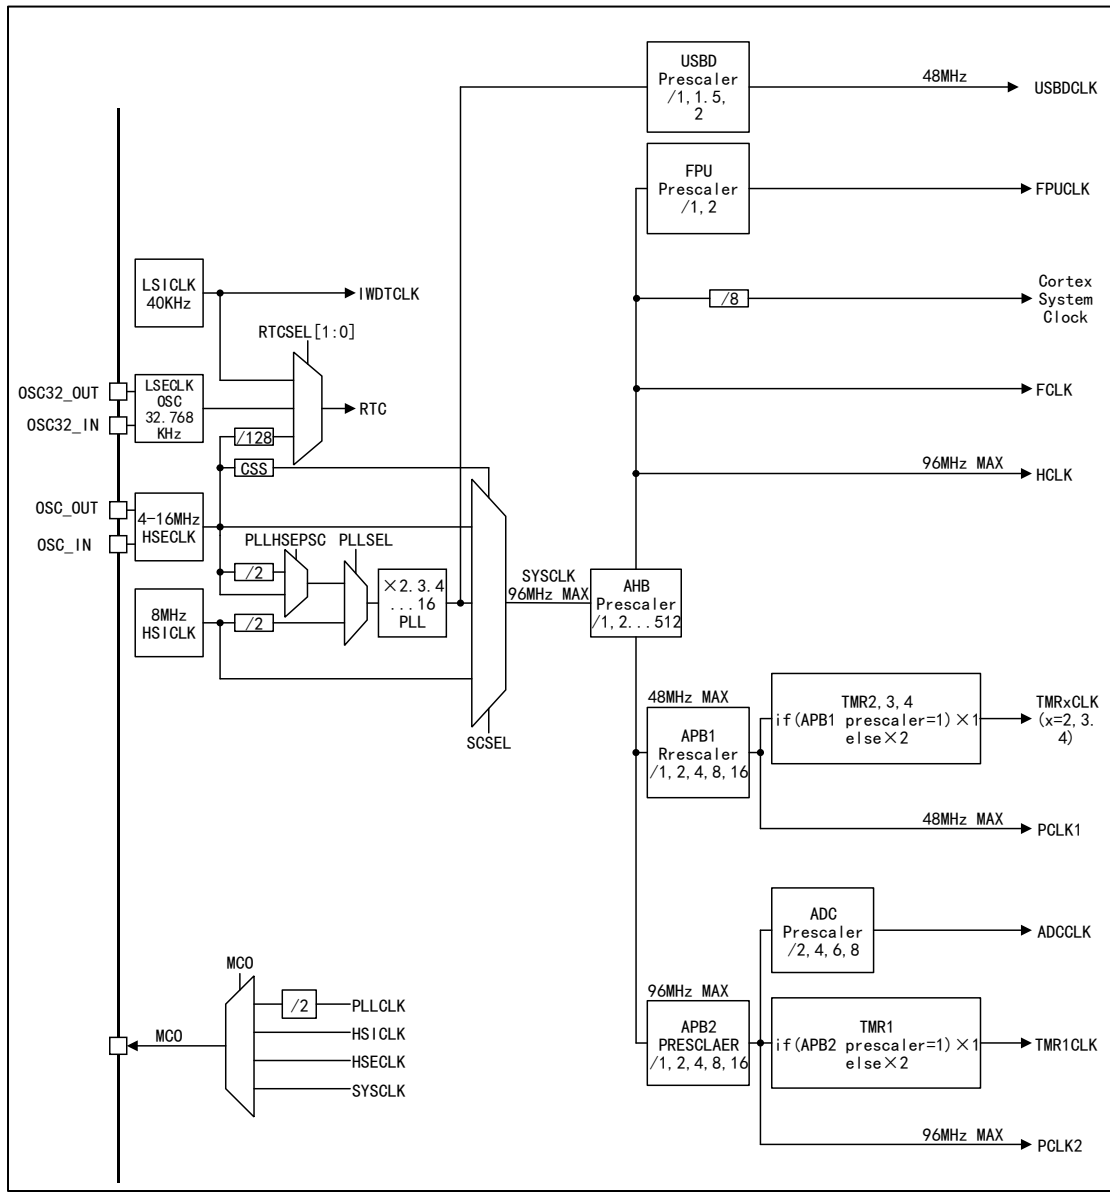 USBD
Prescaler
/1,1.5,
2
48MHz
USBDCLK
FPU
Prescaler
/1,2
FPUCLK
LSICLK
40KHz
IWDTCLK
/8
Cortex
System
Clock
RTCSEL[1:0]
OSC32_OUT
OSC32_IN
LSECLK
OSC
32.768
KHz
RTC
FCLK
/128
CSS
96MHz MAX
HCLK
OSC_OUT
OSC_IN
4-16MHz
HSECLK
PLLHSEPSC
PLLSEL
/2
×2.3.4
...16
PLL
SYSCLK
96MHz MAX
AHB
Prescaler
/1,2...512
8MHz
HSICLK
/2
SCSEL
48MHz MAX
APB1
Rrescaler
/1,2,4,8,16
TMR2,3,4
if(APB1 prescaler=1)×1
else×2
TMRxCLK
(x=2,3.
4)
48MHz MAX
PCLK1
ADC
Prescaler
/2,4,6,8
ADCCLK
MCO
/2
PLLCLK
HSICLK
HSECLK
SYSCLK
MCO
96MHz MAX
APB2
PRESCLAER
/1,2,4,8,16
TMR1
if(APB2 prescaler=1)×1
else×2
TMR1CLK
96MHz MAX
PCLK2